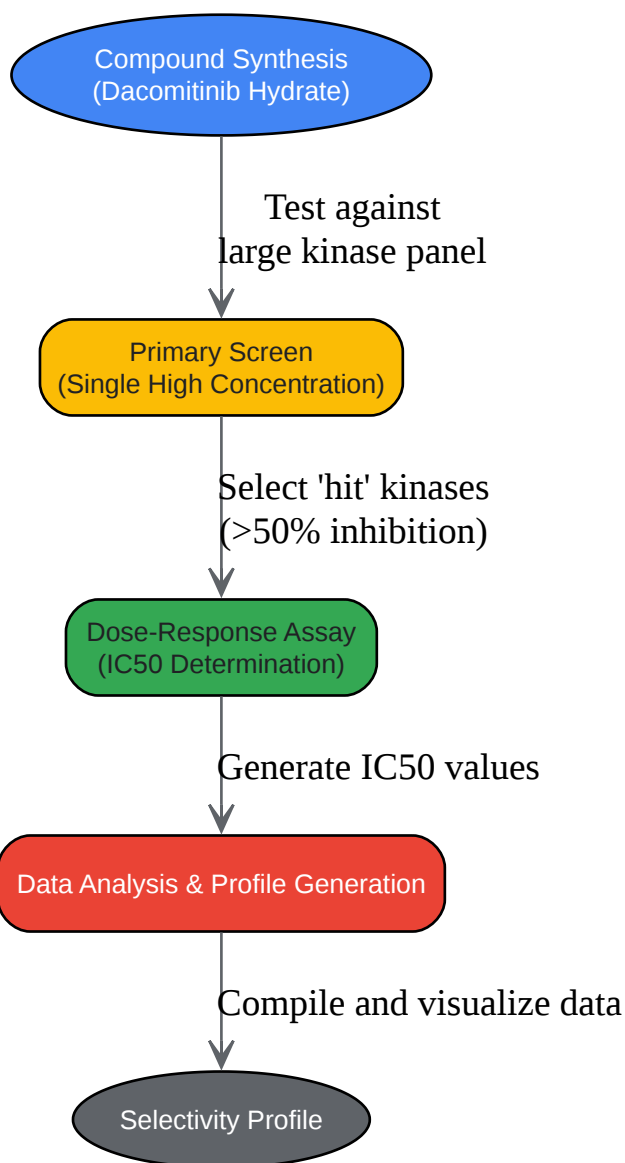 Compound Synthesis
(Dacomitinib Hydrate)
Test against
large kinase panel
Primary Screen
(Single High Concentration)
Select 'hit' kinases
(>50% inhibition)
Dose-Response Assay
(IC50 Determination)
Generate IC50 values
Data Analysis & Profile Generation
Compile and visualize data
Selectivity Profile